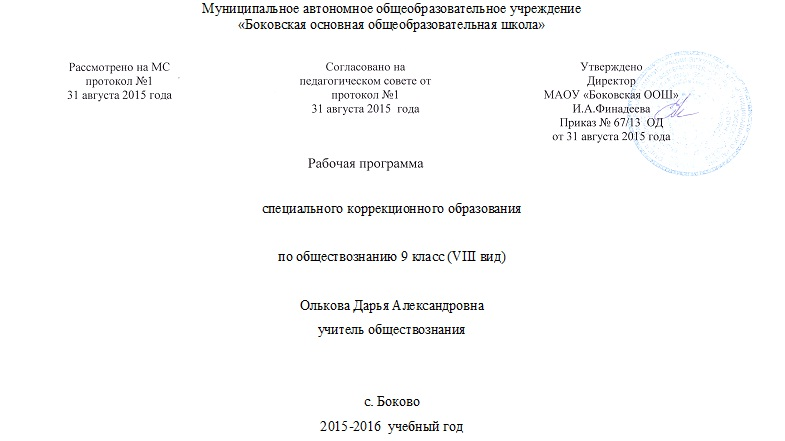 Муниципальное автономное общеобразовательное учреждение
«Боковская основная общеобразовательная школа»
Рассмотрено на МС
протокол №1
31 августа 2015 года
Согласовано на
педагогическом совете от
протокол №1
31 августа 2015 года
Утверждено
Директор
МАОУ «Боковская ООШ»
И.А.Финадеева
Приказ № 67/13 ОД
от 31 августа 2015 года
Рабочая программа
специального коррекционного образования
по обществознанию 9 класс (VIII вид)
Олькова Дарья Александровна
учитель обществознания
с. Боково
2015-2016 учебный год